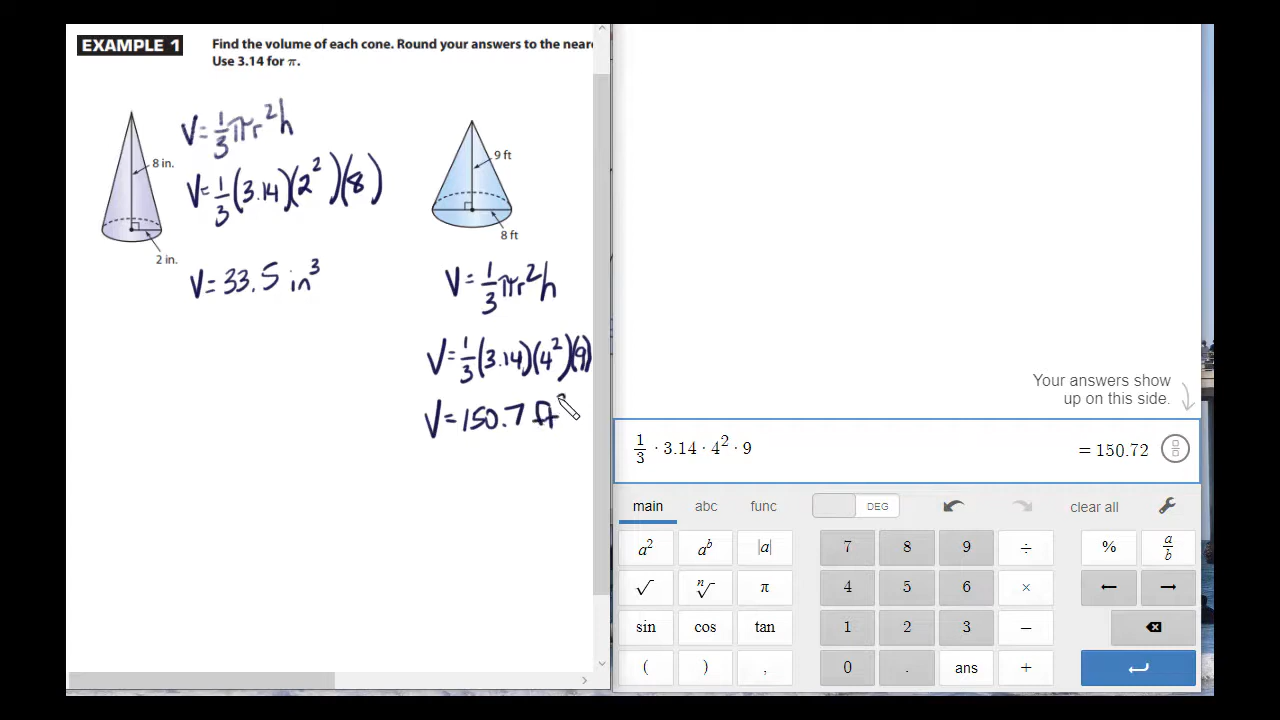 EXAMPLE 1
Find the volume of each cone. Round your answers to the neare
Use 3.14 for π.
8 in.
2 in.
V=1/3πr²h
V=1/3(3.14)(2²)(8)
V=33.5 in³
9 ft
8 ft
V=1/3πr²h
V=1/3(3.14)(4²)(9)
V=150.7 ft
Your answers show
up on this side.
1/3 · 3.14 · 4² · 9
= 150.72
main abc func DEG clear all
a² aᵇ |a| 7 8 9 ÷ % a/b
√ ⁿ√ π 4 5 6 × ← →
sin cos tan 1 2 3 −
( ) , 0 . ans +